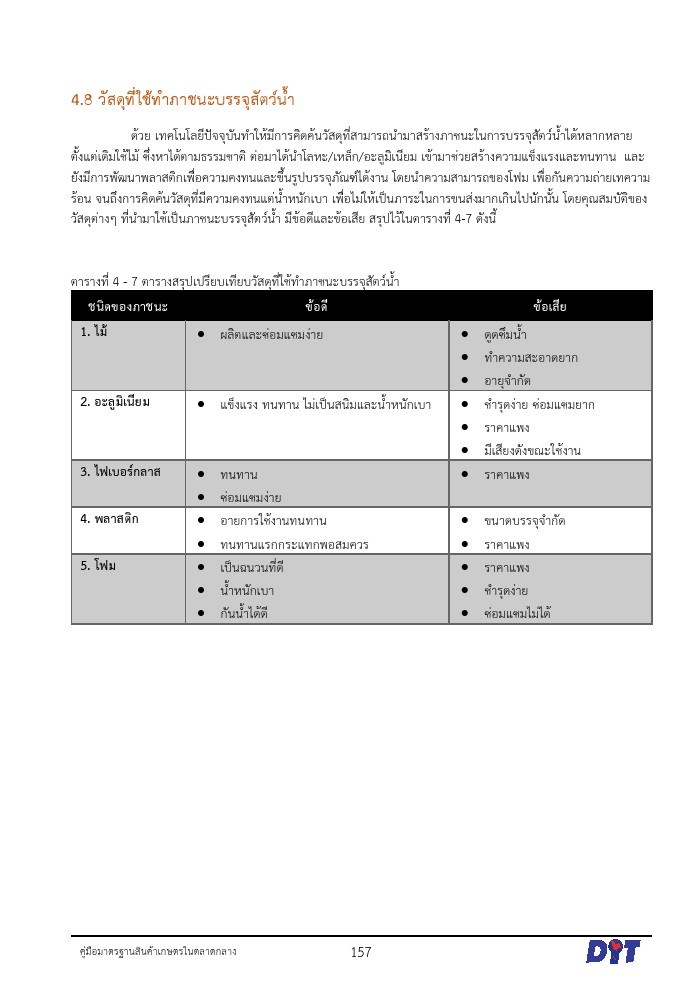 4.8 วัสดุที่ใช้ทำภาชนะบรรจุสัตว์น้ำ
ด้วย เทคโนโลยีปัจจุบันทำให้มีการคิดค้นวัสดุที่สามารถนำมาสร้างภาชนะในการบรรจุสัตว์น้ำได้หลากหลาย
ตั้งแต่เดิมใช้ไม้ ซึ่งหาได้ตามธรรมชาติ ต่อมาได้นำโลหะ/เหล็ก/อะลูมิเนียม เข้ามาช่วยสร้างความแข็งแรงและทนทาน และ
ยังมีการพัฒนาพลาสติกเพื่อความคงทนและขึ้นรูปบรรจุภัณฑ์ได้งาน โดยนำความสามารถของโฟม เพื่อกันความถ่ายเทความ
ร้อน จนถึงการคิดค้นวัสดุที่มีความคงทนแต่น้ำหนักเบา เพื่อไม่ให้เป็นภาระในการขนส่งมากเกินไปนักนั้น โดยคุณสมบัติของ
วัสดุต่างๆ ที่นำมาใช้เป็นภาชนะบรรจุสัตว์น้ำ มีข้อดีและข้อเสีย สรุปไว้ในตารางที่ 4-7 ดังนี้
ตารางที่ 4 - 7 ตารางสรุปเปรียบเทียบวัสดุที่ใช้ทำภาชนะบรรจุสัตว์น้ำ
ชนิดของภาชนะ ข้อดี ข้อเสีย
1. ไม้ ● ผลิตและซ่อมแซมง่าย ● ดูดซึมน้ำ
● ทำความสะอาดยาก
● อายุจำกัด
2. อะลูมิเนียม ● แข็งแรง ทนทาน ไม่เป็นสนิมและน้ำหนักเบา ● ชำรุดง่าย ซ่อมแซมยาก
● ราคาแพง
● มีเสียงดังขณะใช้งาน
3. ไฟเบอร์กลาส ● ทนทาน ● ราคาแพง
● ซ่อมแซมง่าย
4. พลาสติก ● อายการใช้งานทนทาน ● ขนาดบรรจุจำกัด
● ทนทานแรกกระแทกพอสมควร ● ราคาแพง
5. โฟม ● เป็นฉนวนที่ดี ● ราคาแพง
● น้ำหนักเบา ● ชำรุดง่าย
● กันน้ำได้ดี ● ซ่อมแซมไม่ได้
คู่มือมาตรฐานสินค้าเกษตรในตลาดกลาง 157 DIT